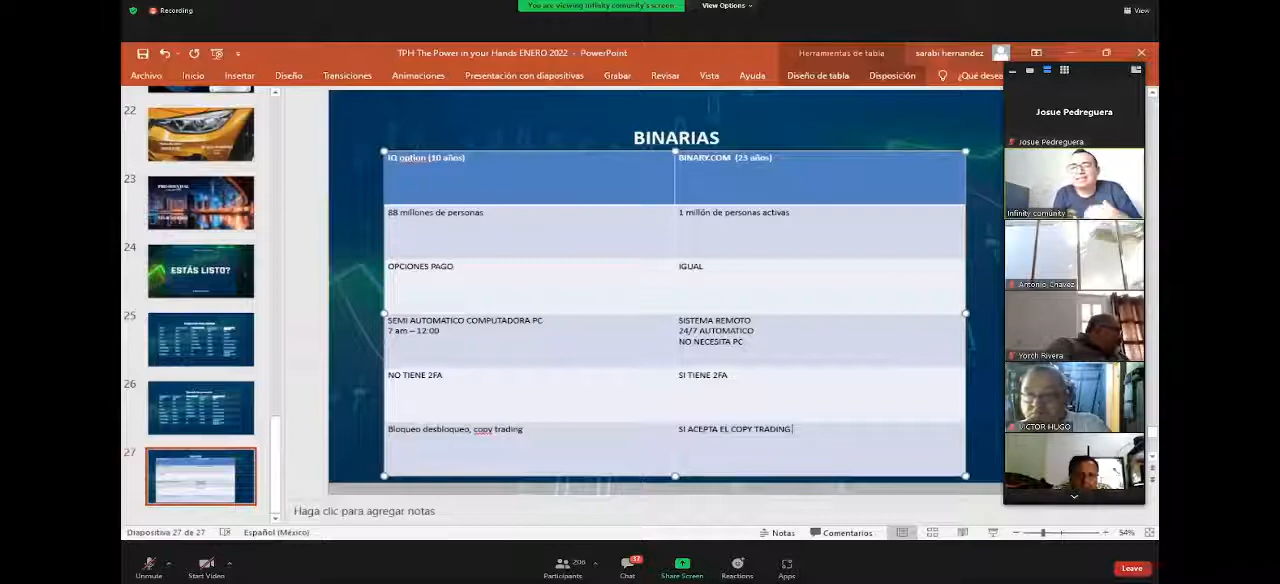 Recording
You are viewing Infinity comunity's screen
View Options
View
TPH The Power in your Hands ENERO 2022 - PowerPoint
Herramientas de tabla
sarabi hernandez
Archivo
Inicio
Insertar
Diseño
Transiciones
Animaciones
Presentación con diapositivas
Grabar
Revisar
Vista
Ayuda
Diseño de tabla
Disposición
¿Qué desea
22
23
24
ESTÁS LISTO?
25
26
27
BINARIAS
IQ option (10 años)
BINARY.COM (23 años)
88 millones de personas
1 millón de personas activas
OPCIONES PAGO
IGUAL
SEMI AUTOMATICO COMPUTADORA PC
7 am – 12:00
SISTEMA REMOTO
24/7 AUTOMATICO
NO NECESITA PC
NO TIENE 2FA
SI TIENE 2FA
Bloqueo desbloqueo, copy trading
SI ACEPTA EL COPY TRADING
Josue Pedreguera
Josue Pedreguera
Infinity comunity
Antonio Chavez
Yorch Rivera
VICTOR HUGO
Haga clic para agregar notas
Diapositiva 27 de 27
Español (México)
Notas
Comentarios
54%
Unmute
Start Video
206
Participants
37
Chat
Share Screen
Reactions
Apps
Leave